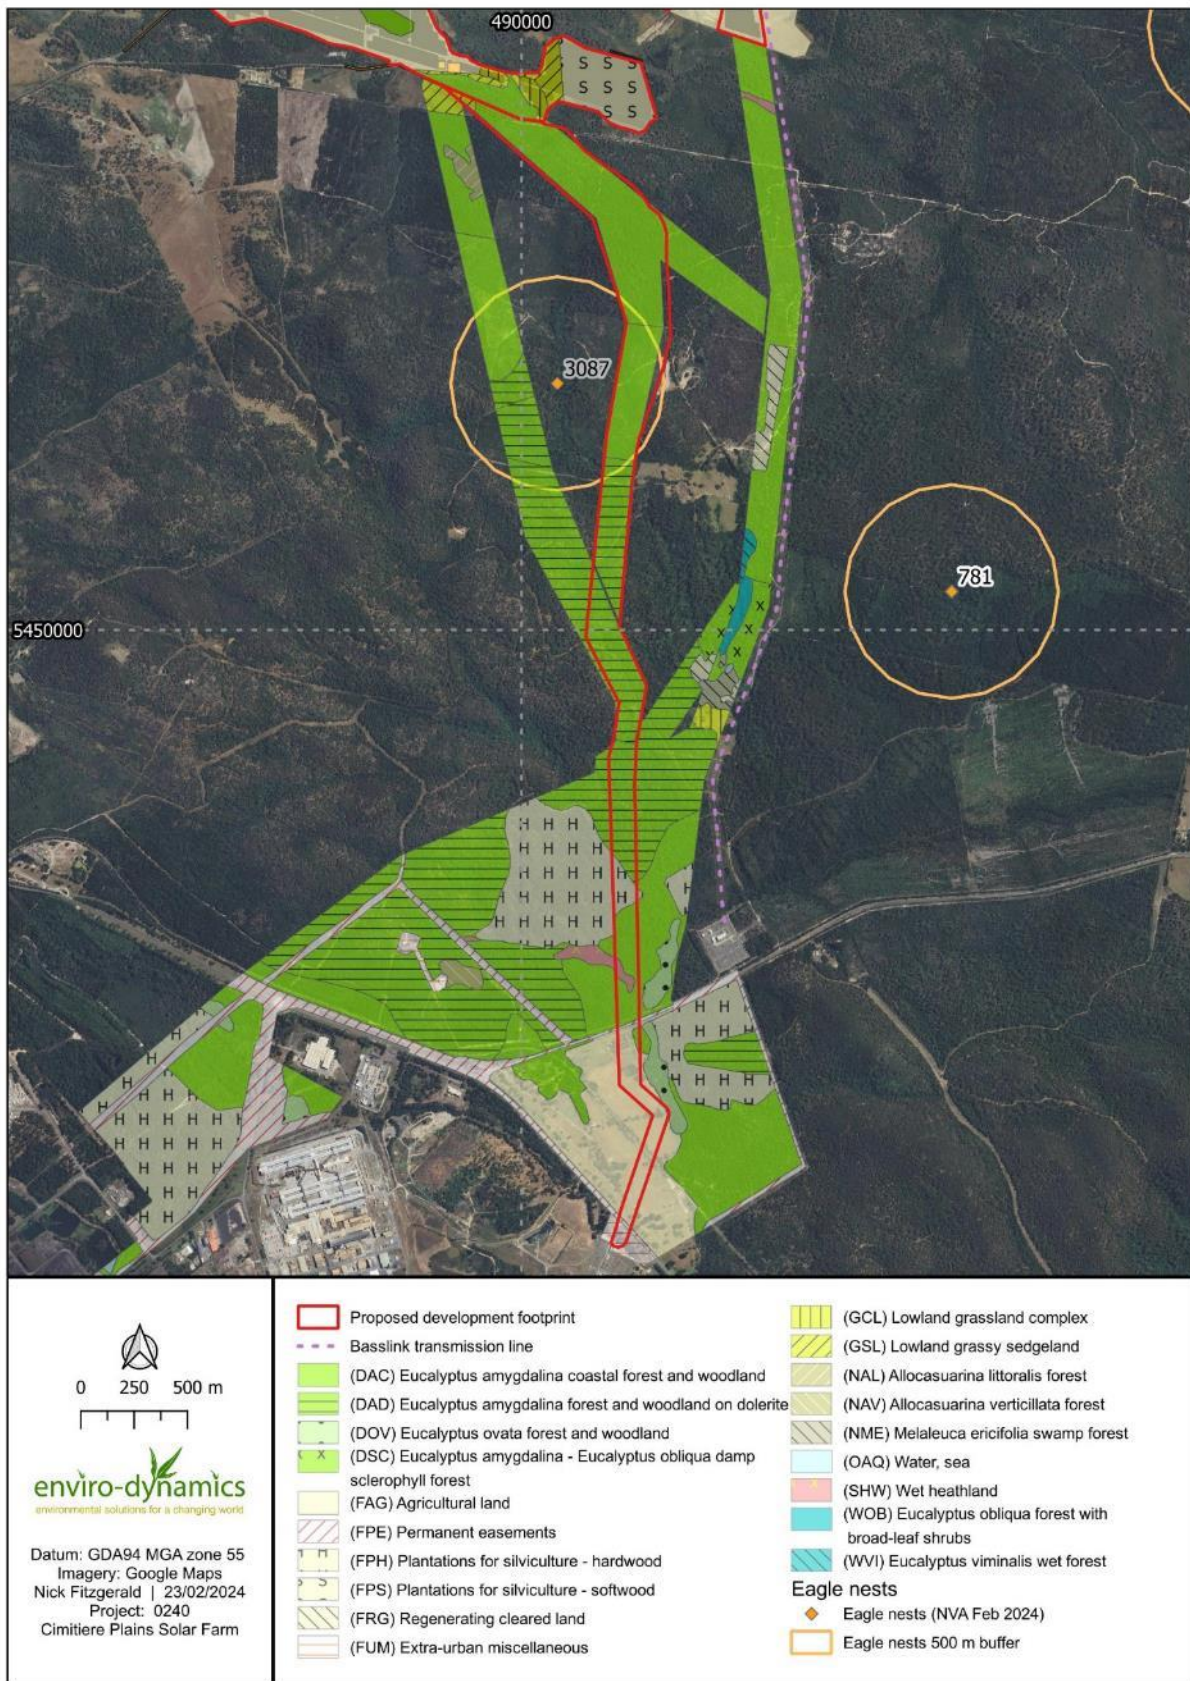 490000
S S S
S S S
S S
3087
781
5450000
X
X
X
X X
H H H
H H H H
H H H H
H H H H
H H H
H
H H
H H H
H
H H H
H
H
H H H H
H
H
H H H H
H H H H
H H H
H H
0 250 500 m
enviro-dynamics
environmental solutions for a changing world
Datum: GDA94 MGA zone 55
Imagery: Google Maps
Nick Fitzgerald | 23/02/2024
Project: 0240
Cimitiere Plains Solar Farm
Proposed development footprint
Basslink transmission line
(DAC) Eucalyptus amygdalina coastal forest and woodland
(DAD) Eucalyptus amygdalina forest and woodland on dolerite
(DOV) Eucalyptus ovata forest and woodland
(DSC) Eucalyptus amygdalina - Eucalyptus obliqua damp
sclerophyll forest
(FAG) Agricultural land
(FPE) Permanent easements
(FPH) Plantations for silviculture - hardwood
(FPS) Plantations for silviculture - softwood
(FRG) Regenerating cleared land
(FUM) Extra-urban miscellaneous
(GCL) Lowland grassland complex
(GSL) Lowland grassy sedgeland
(NAL) Allocasuarina littoralis forest
(NAV) Allocasuarina verticillata forest
(NME) Melaleuca ericifolia swamp forest
(OAQ) Water, sea
(SHW) Wet heathland
(WOB) Eucalyptus obliqua forest with
broad-leaf shrubs
(WVI) Eucalyptus viminalis wet forest
Eagle nests
Eagle nests (NVA Feb 2024)
Eagle nests 500 m buffer